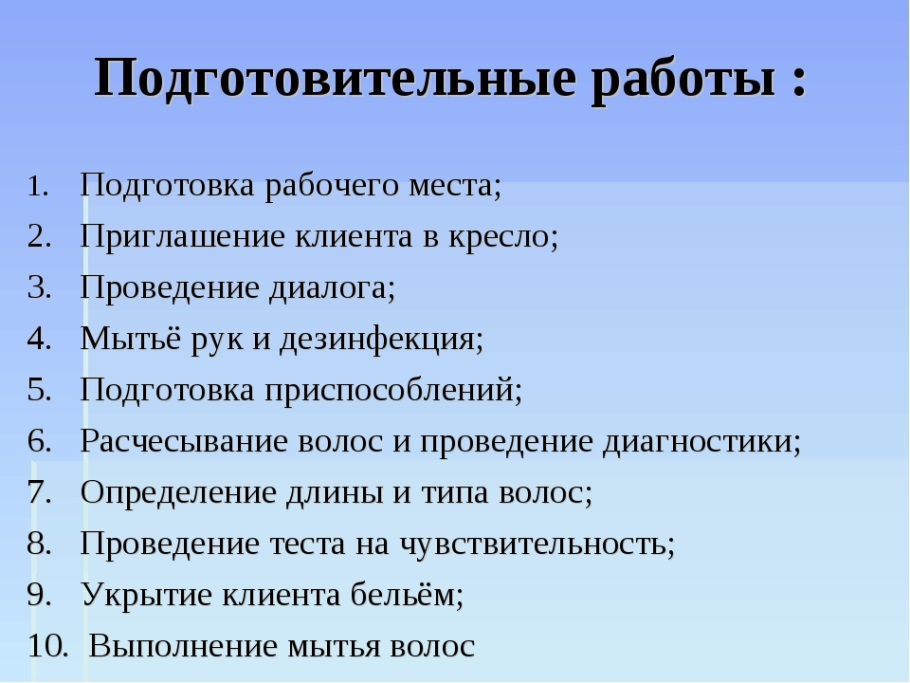 Подготовительные работы :
1. Подготовка рабочего места;
2. Приглашение клиента в кресло;
3. Проведение диалога;
4. Мытьё рук и дезинфекция;
5. Подготовка приспособлений;
6. Расчесывание волос и проведение диагностики;
7. Определение длины и типа волос;
8. Проведение теста на чувствительность;
9. Укрытие клиента бельём;
10. Выполнение мытья волос